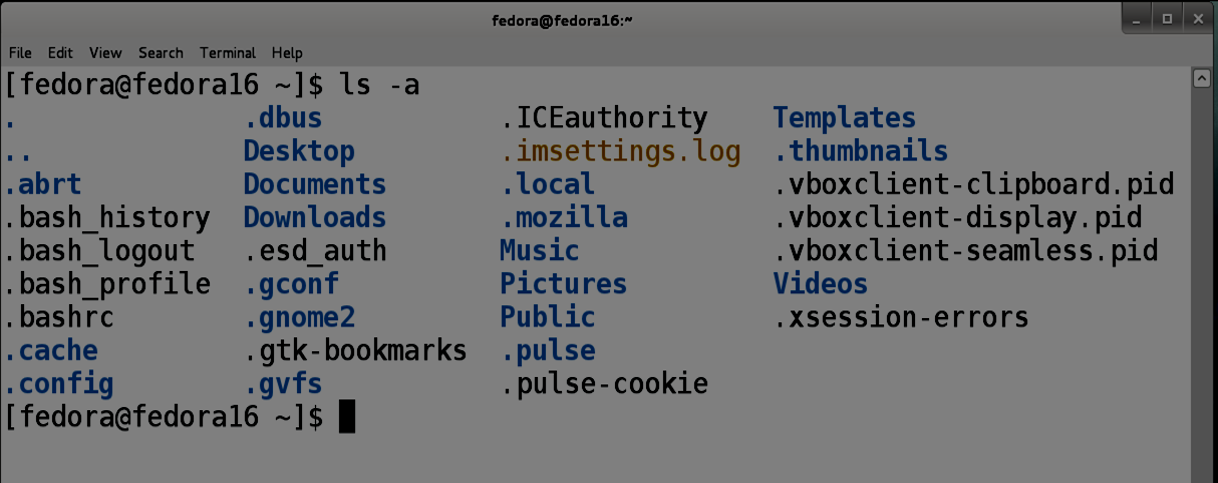 fedora@fedora16:~
File Edit View Search Terminal Help
[fedora@fedora16 ~]$ ls -a
. .dbus .ICEauthority Templates
.. Desktop .imsettings.log .thumbnails
.abrt Documents .local .vboxclient-clipboard.pid
.bash_history Downloads .mozilla .vboxclient-display.pid
.bash_logout .esd_auth Music .vboxclient-seamless.pid
.bash_profile .gconf Pictures Videos
.bashrc .gnome2 Public .xsession-errors
.cache .gtk-bookmarks .pulse
.config .gvfs .pulse-cookie
[fedora@fedora16 ~]$